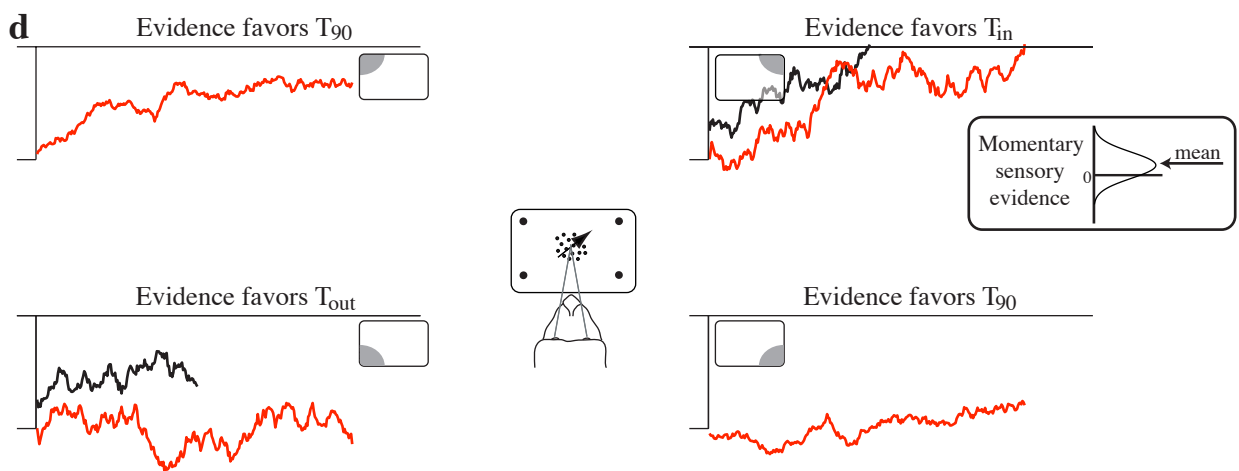 d
Evidence favors T90
Evidence favors Tin
Momentary
sensory
evidence
0
mean
Evidence favors Tout
Evidence favors T90